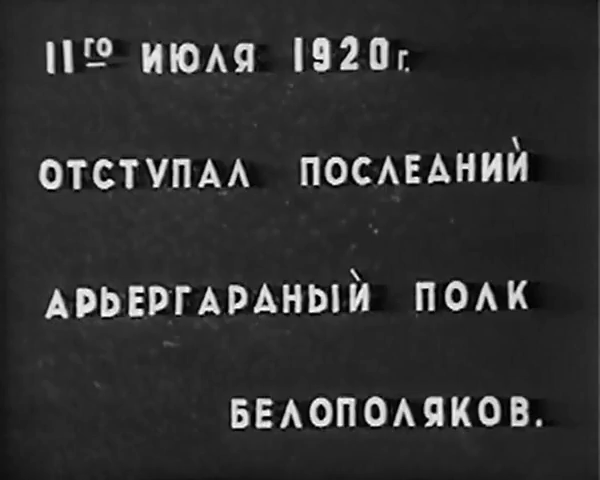 11го ИЮЛЯ 1920г.
ОТСТУПАЛ ПОСЛЕДНИЙ
АРЬЕРГАРДНЫЙ ПОЛК
БЕЛОПОЛЯКОВ.